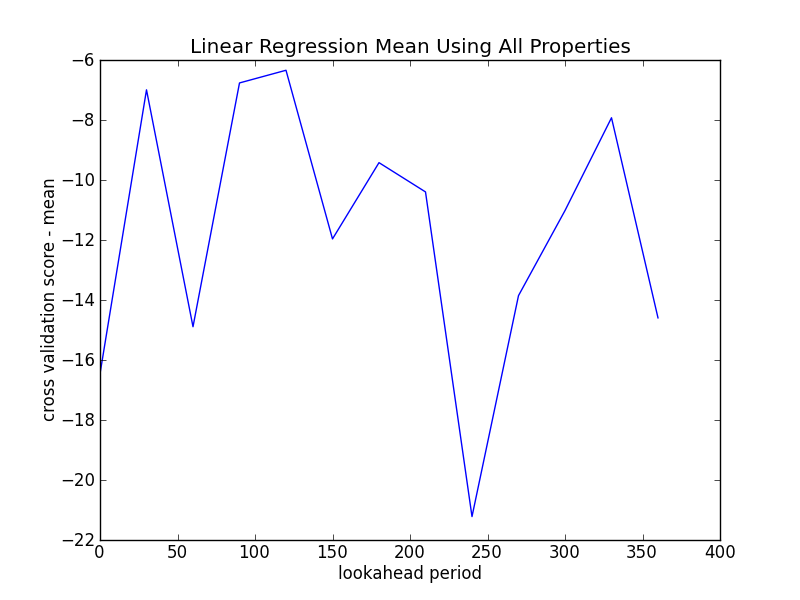 Linear Regression Mean Using All Properties
−6
−8
−10
−12
−14
−16
−18
−20
−22
cross validation score - mean
0 50 100 150 200 250 300 350 400
lookahead period